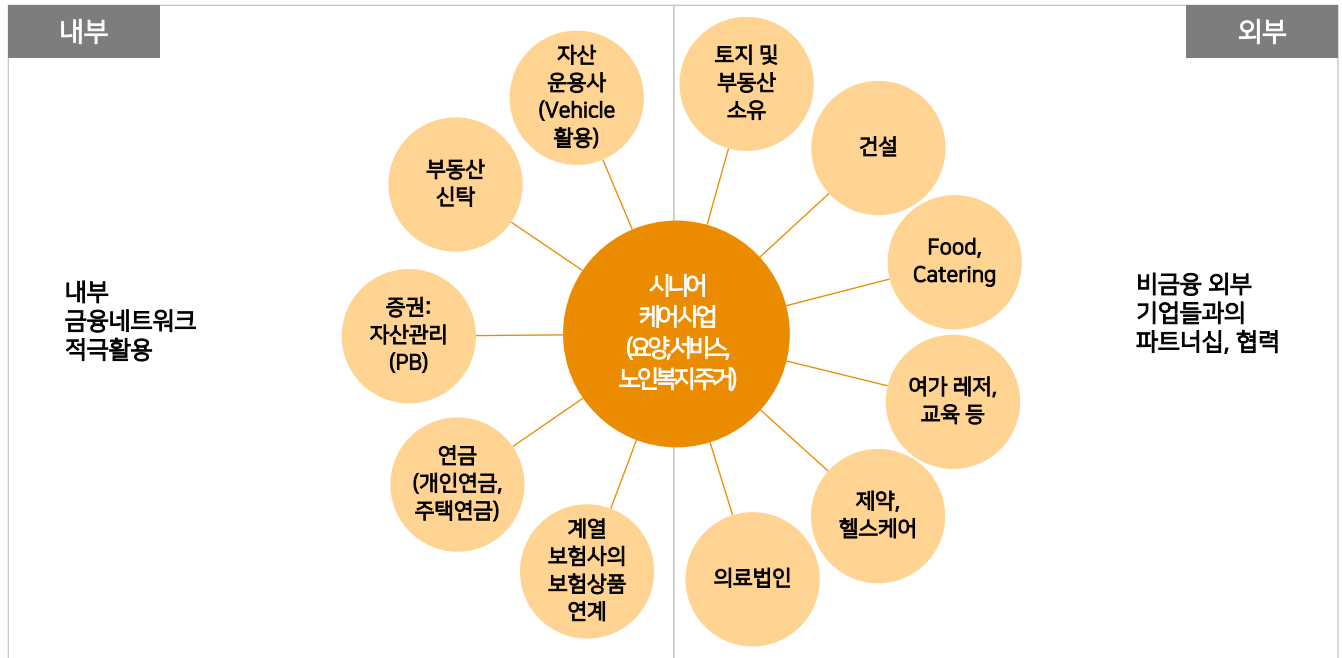 내부
외부
자산
운용사
(Vehicle
활용)
토지 및
부동산
소유
건설
부동산
신탁
Food,
Catering
시니어
케어사업
(요양,서비스,
노인복지주거)
내부
금융네트워크
적극활용
비금융 외부
기업들과의
파트너십, 협력
증권:
자산관리
(PB)
여가 레저,
교육 등
연금
(개인연금,
주택연금)
제약,
헬스케어
계열
보험사의
보험상품
연계
의료법인